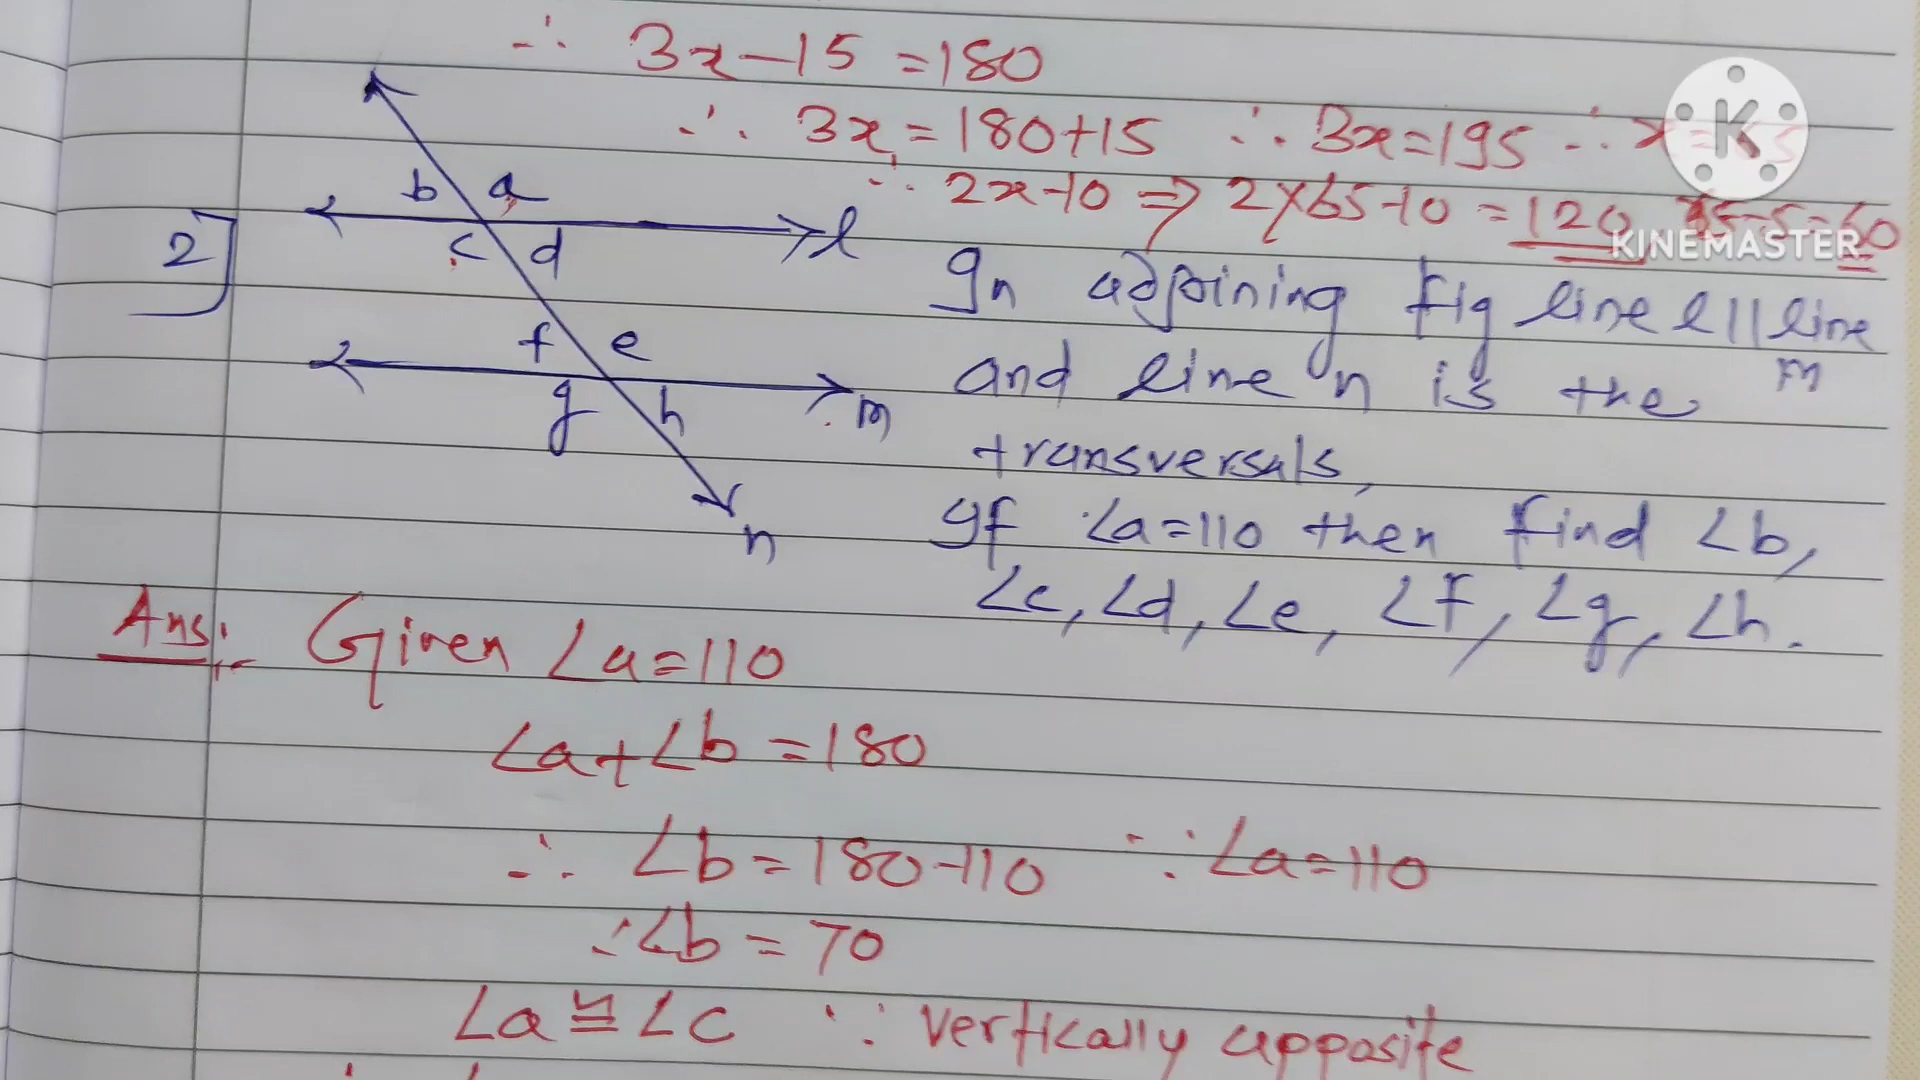 ∴ 3x-15 =180
∴ 3x = 180+15 ∴ 3x=195 ∴ x=
∴ 2x-10 ⇒ 2×65-10 = 120
K
KINEMASTER
b a
l
2]
c d
f e
g h
m
n
In adjoining fig line l || line m
and line n is the
transversals,
If ∠a=110 then find ∠b,
∠c, ∠d, ∠e, ∠f, ∠g, ∠h.
Ans:- Given ∠a=110
∠a+∠b =180
∴ ∠b = 180-110 ∵ ∠a=110
∴ ∠b = 70
∠a ≅ ∠c ∵ vertically opposite